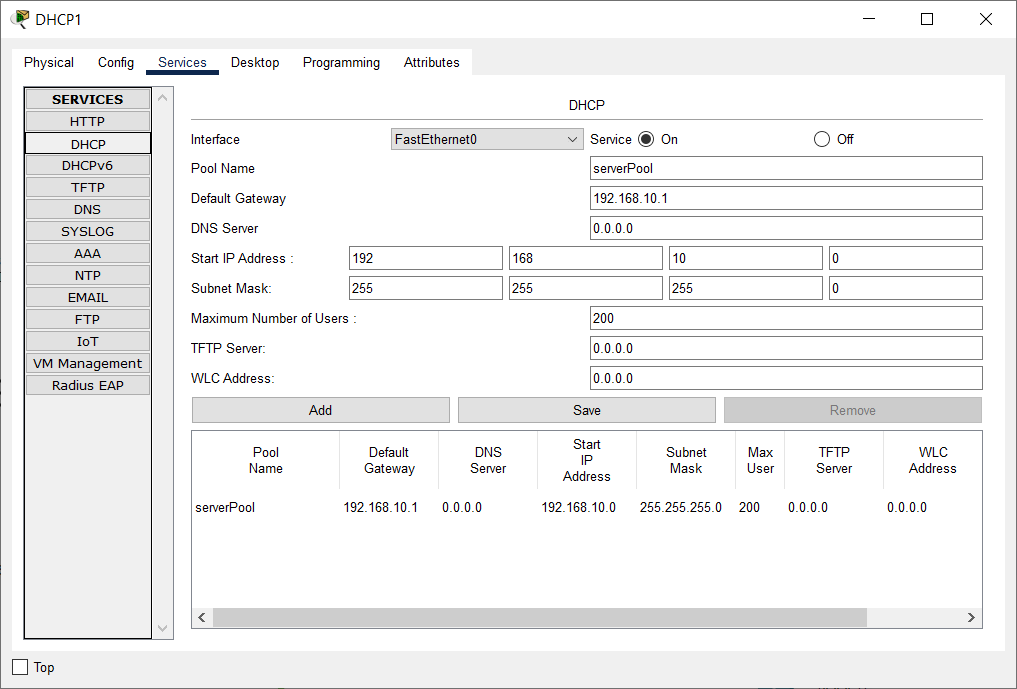 DHCP1
Physical Config Services Desktop Programming Attributes
SERVICES
HTTP
DHCP
DHCPv6
TFTP
DNS
SYSLOG
AAA
NTP
EMAIL
FTP
IoT
VM Management
Radius EAP
DHCP
Interface FastEthernet0 Service On Off
Pool Name serverPool
Default Gateway 192.168.10.1
DNS Server 0.0.0.0
Start IP Address : 192 168 10 0
Subnet Mask: 255 255 255 0
Maximum Number of Users : 200
TFTP Server: 0.0.0.0
WLC Address: 0.0.0.0
Add Save Remove
Pool Name Default Gateway DNS Server Start IP Address Subnet Mask Max User TFTP Server WLC Address
serverPool 192.168.10.1 0.0.0.0 192.168.10.0 255.255.255.0 200 0.0.0.0 0.0.0.0
Top